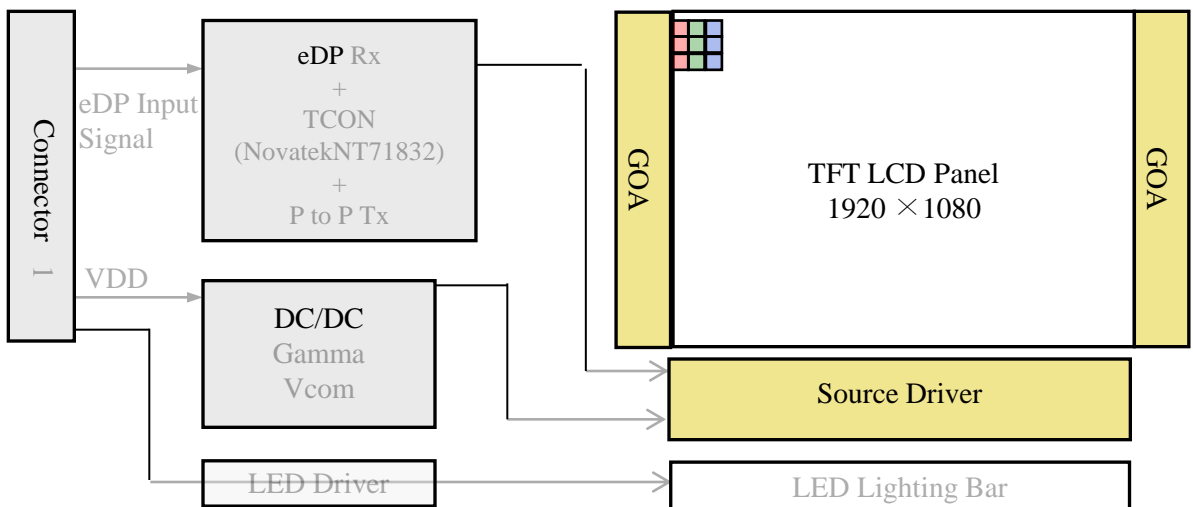 Connector 1
eDP Input
Signal
VDD
eDP Rx
+
TCON
(NovatekNT71832)
+
P to P Tx
DC/DC
Gamma
Vcom
LED Driver
GOA
TFT LCD Panel
1920 ×1080
GOA
Source Driver
LED Lighting Bar